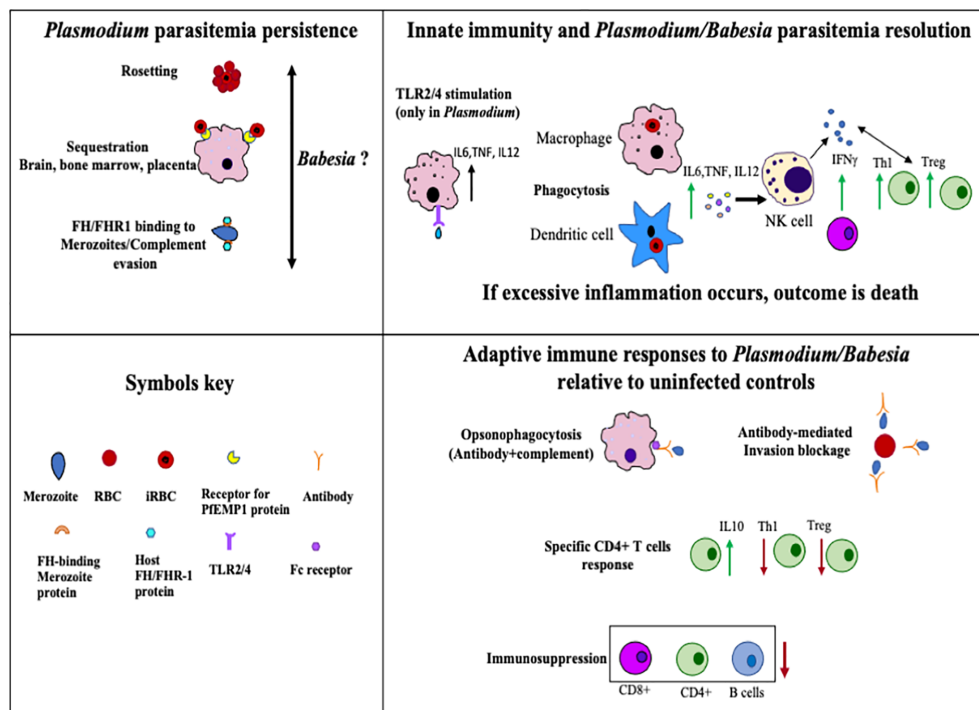 Plasmodium parasitemia persistence
Rosetting
Sequestration
Brain, bone marrow, placenta
FH/FHR1 binding to
Merozoites/Complement
evasion
Babesia ?
Innate immunity and Plasmodium/Babesia parasitemia resolution
TLR2/4 stimulation
(only in Plasmodium)
IL6,TNF, IL12
Macrophage
Phagocytosis
Dendritic cell
IL6,TNF, IL12
NK cell
IFNγ
Th1
Treg
If excessive inflammation occurs, outcome is death
Symbols key
Merozoite
RBC
iRBC
Receptor for
PfEMP1 protein
Antibody
FH-binding
Merozoite
protein
Host
FH/FHR-1
protein
TLR2/4
Fc receptor
Adaptive immune responses to Plasmodium/Babesia
relative to uninfected controls
Opsonophagocytosis
(Antibody+complement)
Antibody-mediated
Invasion blockage
Specific CD4+ T cells
response
IL10
Th1
Treg
Immunosuppression
CD8+
CD4+
B cells